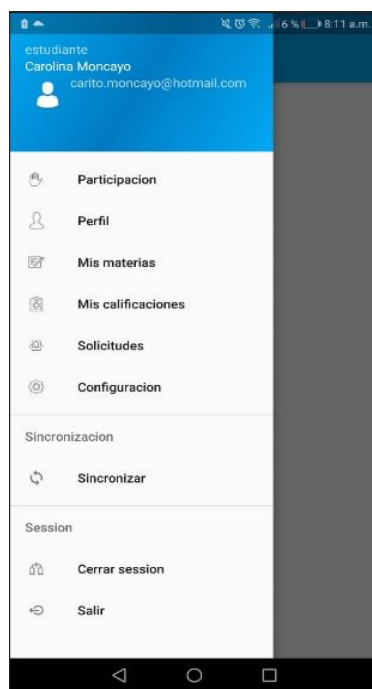 6 % 8:11 a.m.
estudiante
Carolina Moncayo
carito.moncayo@hotmail.com
Participacion
Perfil
Mis materias
Mis calificaciones
Solicitudes
Configuracion
Sincronizacion
Sincronizar
Session
Cerrar session
Salir